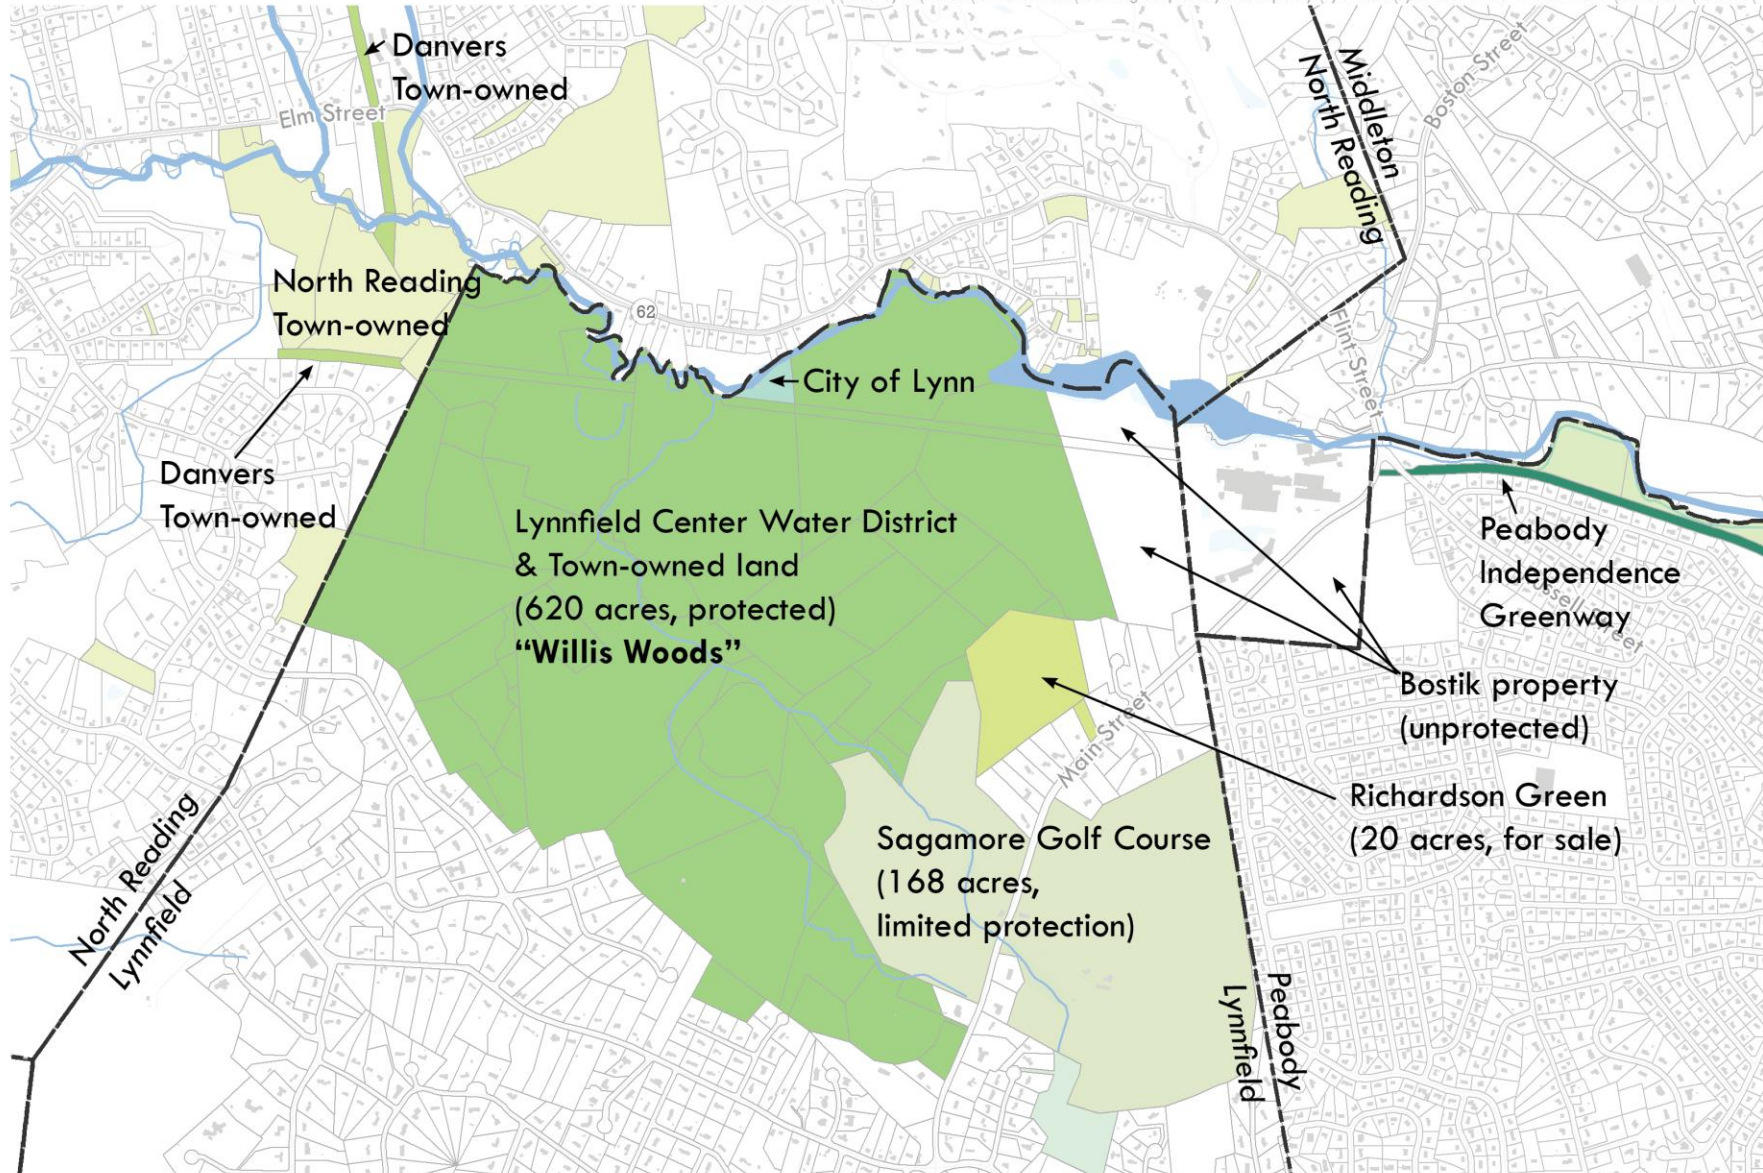 Danvers
Town-owned
Elm Street
Middleton
North Reading
Boston Street
North Reading
Town-owned
62
Flint Street
City of Lynn
Danvers
Town-owned
Lynnfield Center Water District
& Town-owned land
(620 acres, protected)
“Willis Woods”
Peabody
Independence
Greenway
Street
Bostik property
(unprotected)
Main Street
Richardson Green
(20 acres, for sale)
Sagamore Golf Course
(168 acres,
limited protection)
North Reading
Lynnfield
Peabody
Lynnfield